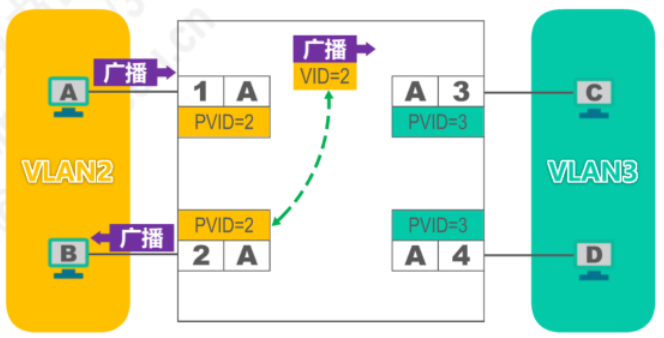 广播
VID=2
广播
A
1 A
PVID=2
A 3
PVID=3
C
VLAN2
VLAN3
广播
B
PVID=2
2 A
PVID=3
A 4
D